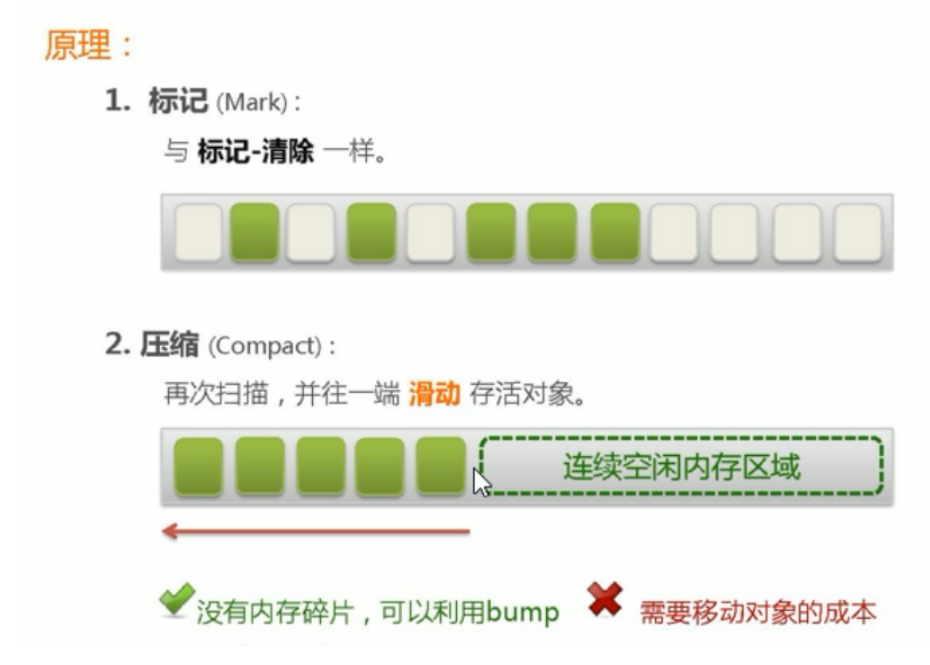 原理：
1. 标记 (Mark)：
与 标记-清除 一样。
2. 压缩 (Compact)：
再次扫描，并往一端 滑动 存活对象。
连续空闲内存区域
没有内存碎片，可以利用bump 需要移动对象的成本